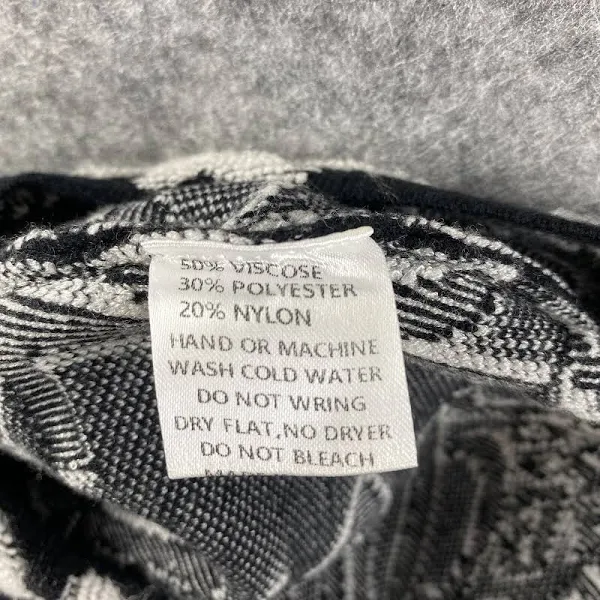 50% VISCOSE
30% POLYESTER
20% NYLON
HAND OR MACHINE
WASH COLD WATER
DO NOT WRING
DRY FLAT,NO DRYER
DO NOT BLEACH